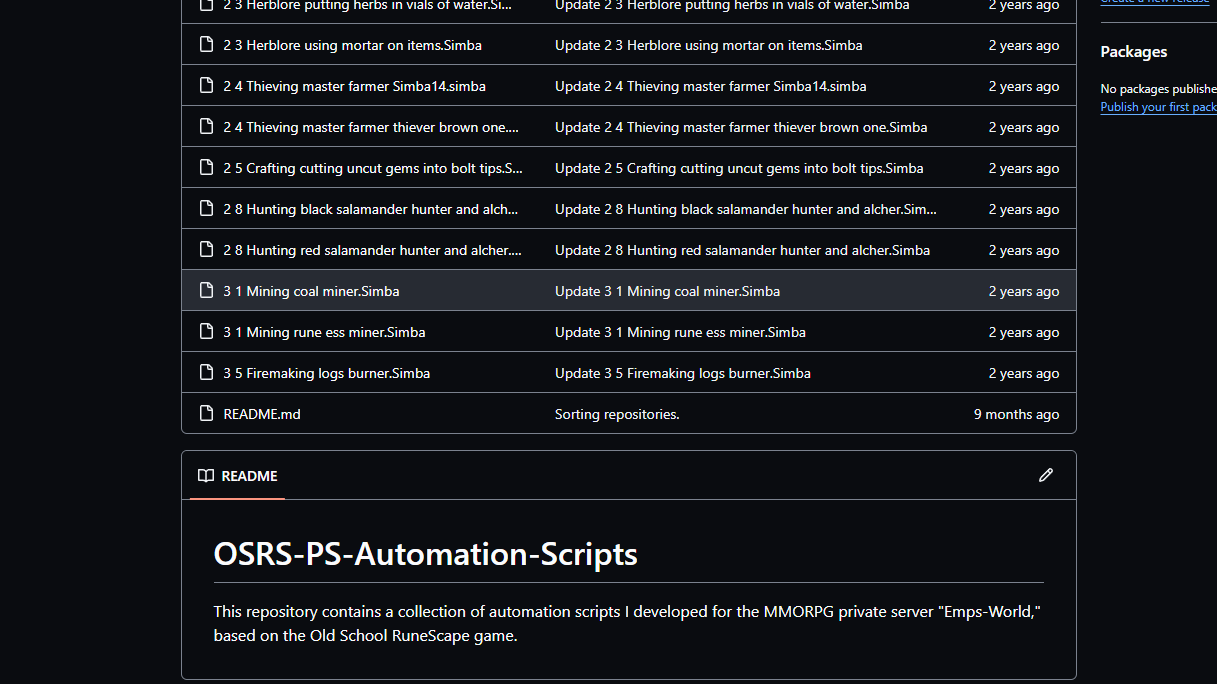 2 3 Herblore putting herbs in vials of water.Si... Update 2 3 Herblore putting herbs in vials of water.Simba 2 years ago
Create a new release
2 3 Herblore using mortar on items.Simba Update 2 3 Herblore using mortar on items.Simba 2 years ago
Packages
2 4 Thieving master farmer Simba14.simba Update 2 4 Thieving master farmer Simba14.simba 2 years ago
No packages publishe
Publish your first pack
2 4 Thieving master farmer thiever brown one.... Update 2 4 Thieving master farmer thiever brown one.Simba 2 years ago
2 5 Crafting cutting uncut gems into bolt tips.S... Update 2 5 Crafting cutting uncut gems into bolt tips.Simba 2 years ago
2 8 Hunting black salamander hunter and alch... Update 2 8 Hunting black salamander hunter and alcher.Sim... 2 years ago
2 8 Hunting red salamander hunter and alcher.... Update 2 8 Hunting red salamander hunter and alcher.Simba 2 years ago
3 1 Mining coal miner.Simba Update 3 1 Mining coal miner.Simba 2 years ago
3 1 Mining rune ess miner.Simba Update 3 1 Mining rune ess miner.Simba 2 years ago
3 5 Firemaking logs burner.Simba Update 3 5 Firemaking logs burner.Simba 2 years ago
README.md Sorting repositories. 9 months ago
README
OSRS-PS-Automation-Scripts
This repository contains a collection of automation scripts I developed for the MMORPG private server "Emps-World,"
based on the Old School RuneScape game.